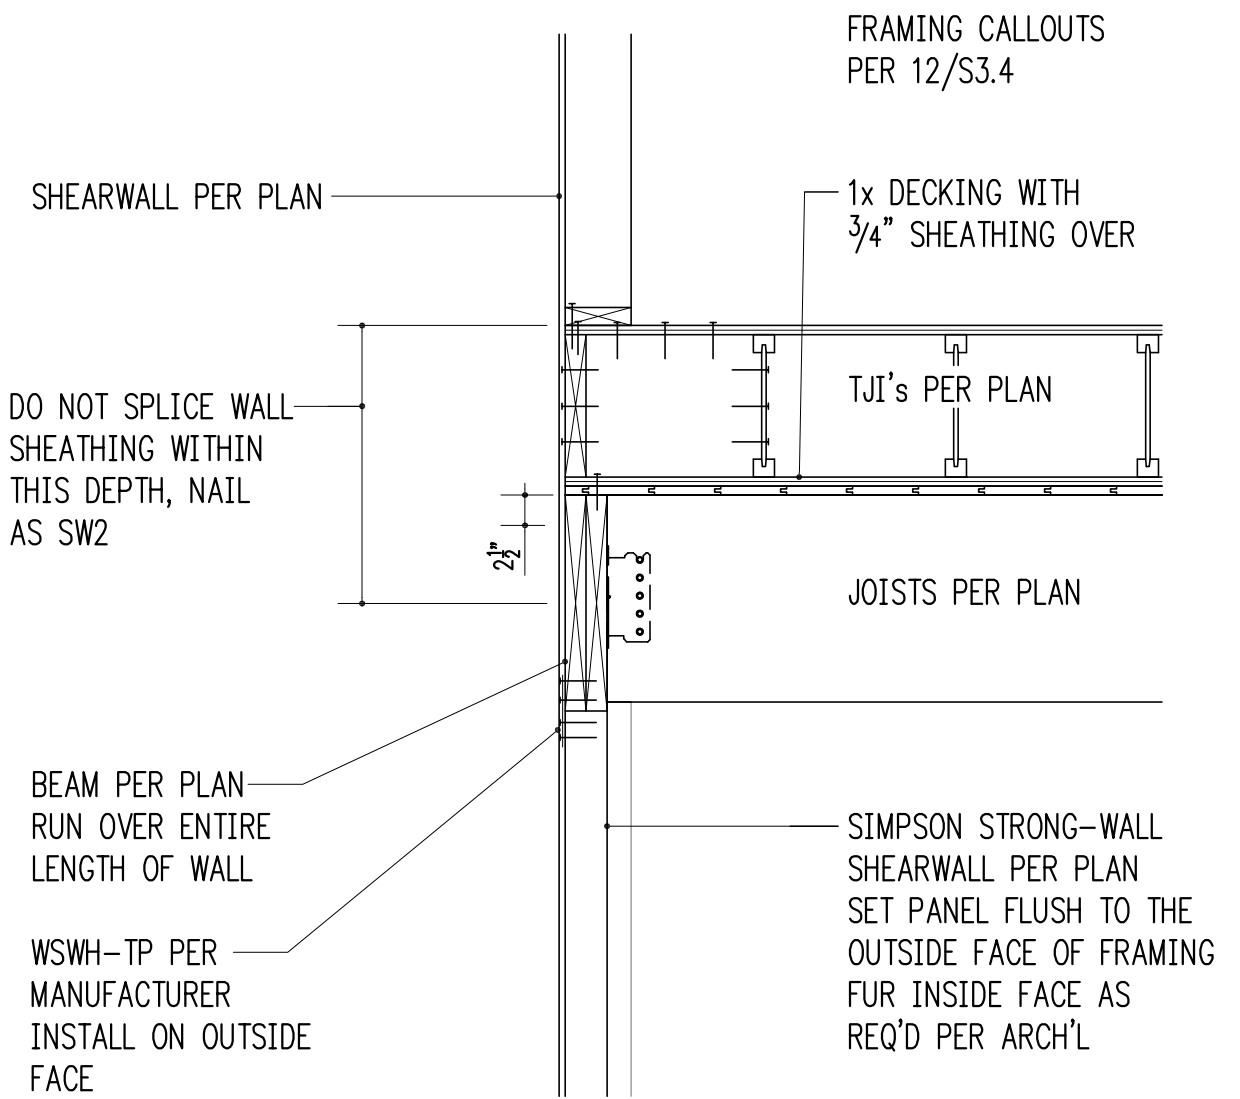 FRAMING CALLOUTS
PER 12/S3.4
SHEARWALL PER PLAN
1x DECKING WITH
3/4" SHEATHING OVER
DO NOT SPLICE WALL
SHEATHING WITHIN
THIS DEPTH, NAIL
AS SW2
TJI's PER PLAN
2 1/2"
JOISTS PER PLAN
BEAM PER PLAN
RUN OVER ENTIRE
LENGTH OF WALL
WSWH-TP PER
MANUFACTURER
INSTALL ON OUTSIDE
FACE
SIMPSON STRONG-WALL
SHEARWALL PER PLAN
SET PANEL FLUSH TO THE
OUTSIDE FACE OF FRAMING
FUR INSIDE FACE AS
REQ'D PER ARCH'L